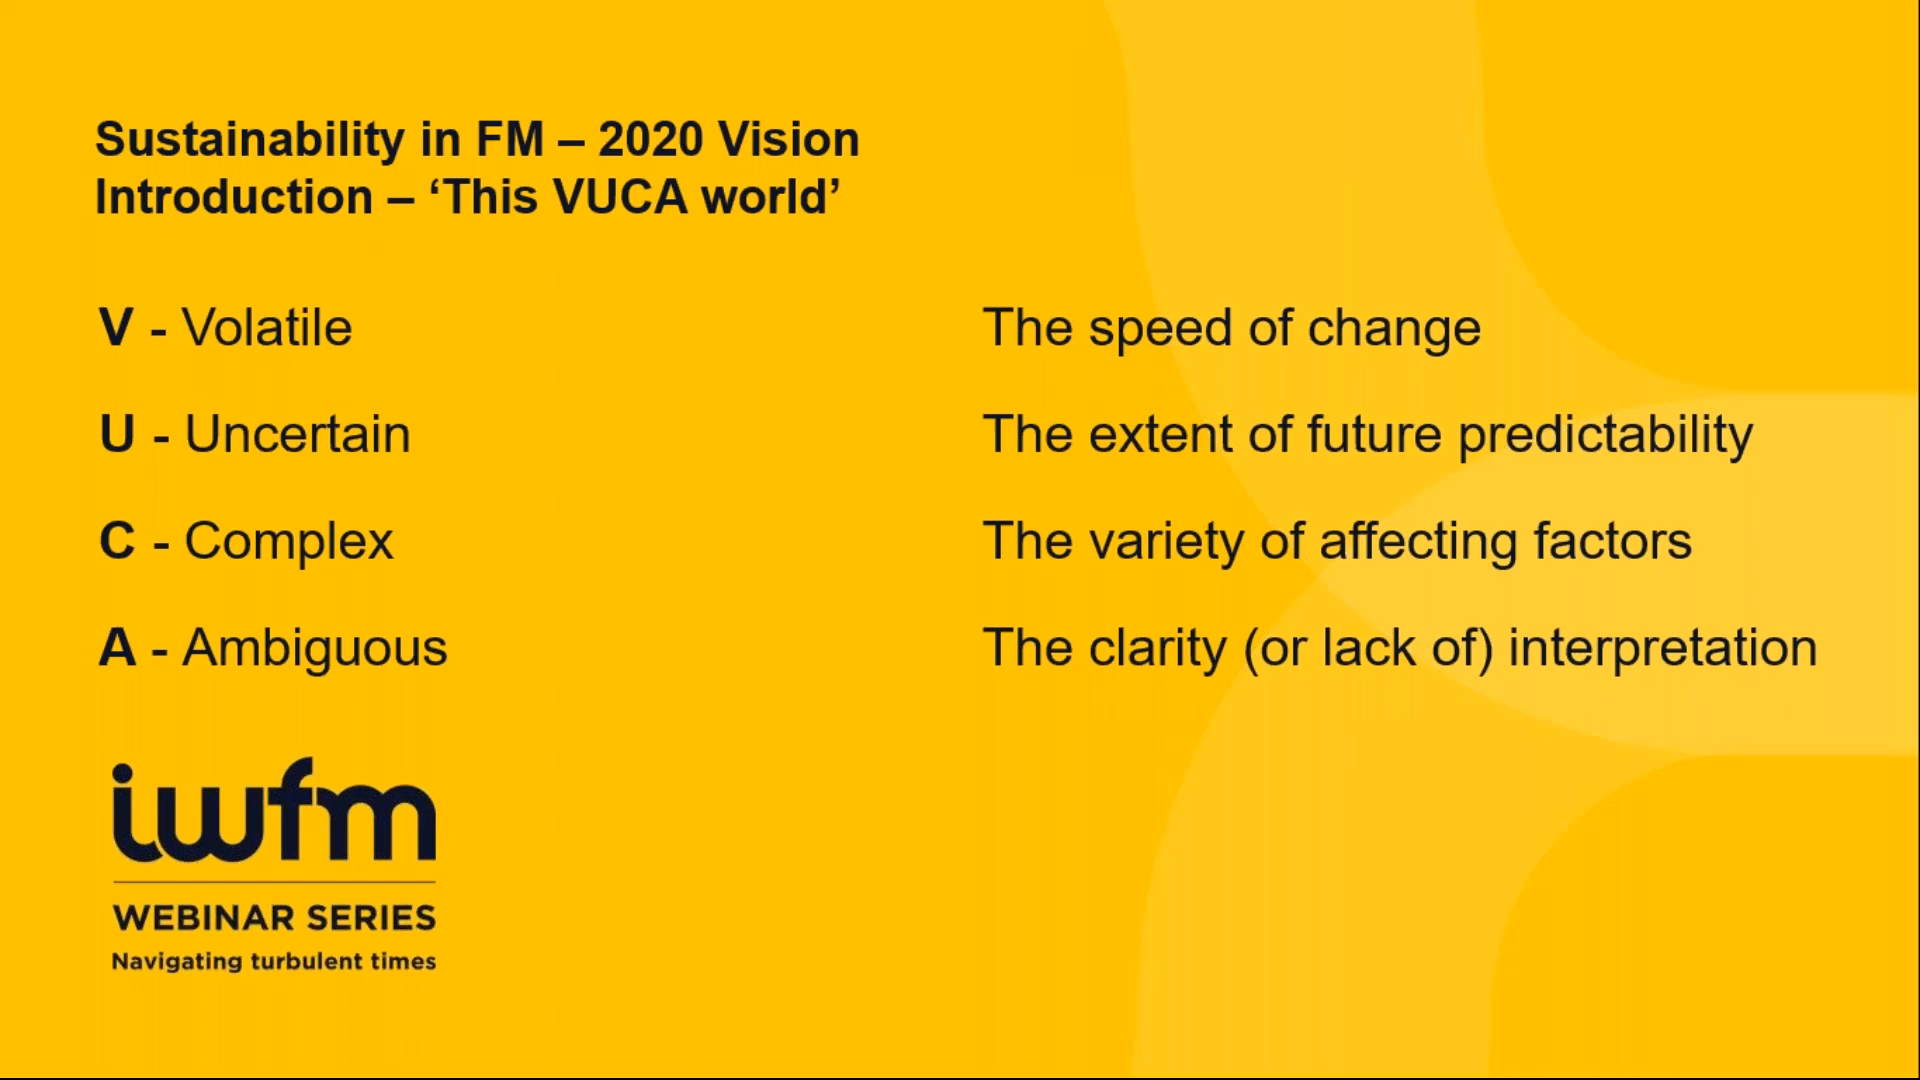 Sustainability in FM – 2020 Vision
Introduction – ‘This VUCA world’
V - Volatile The speed of change
U - Uncertain The extent of future predictability
C - Complex The variety of affecting factors
A - Ambiguous The clarity (or lack of) interpretation
iwfm
WEBINAR SERIES
Navigating turbulent times